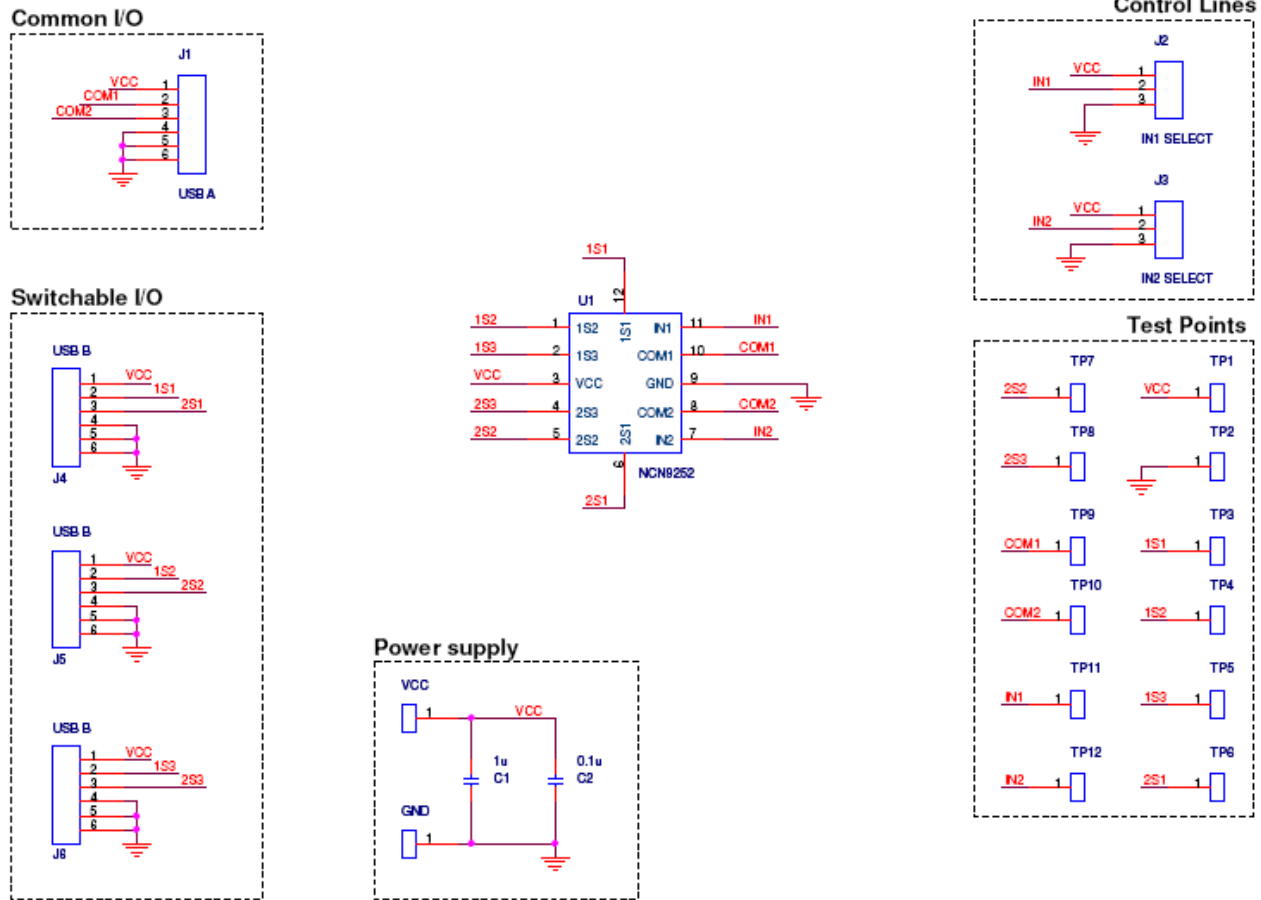 Common I/O
J1
VCC 1
COM1 2
COM2 3
4
5
6
USB A
Control Lines
J2
VCC 1
IN1 2
3
IN1 SELECT
J3
VCC 1
IN2 2
3
IN2 SELECT
Switchable I/O
USB B
1 VCC
2 1S1
3 2S1
4
5
6
J4
USB B
1 VCC
2 1S2
3 2S2
4
5
6
J5
USB B
1 VCC
2 1S3
3 2S3
4
5
6
J6
1S1
U1
12
1S2 1 1S2 1S1 IN1 11 IN1
1S3 2 1S3 COM1 10 COM1
VCC 3 VCC GND 9
2S3 4 2S3 COM2 8 COM2
2S2 5 2S2 2S1 IN2 7 IN2
6
NCN9252
2S1
Power supply
VCC
1 VCC
1u 0.1u
C1 C2
GND
1
Test Points
TP7 TP1
2S2 1 VCC 1
TP8 TP2
2S3 1 1
TP9 TP3
COM1 1 1S1 1
TP10 TP4
COM2 1 1S2 1
TP11 TP5
IN1 1 1S3 1
TP12 TP6
IN2 1 2S1 1